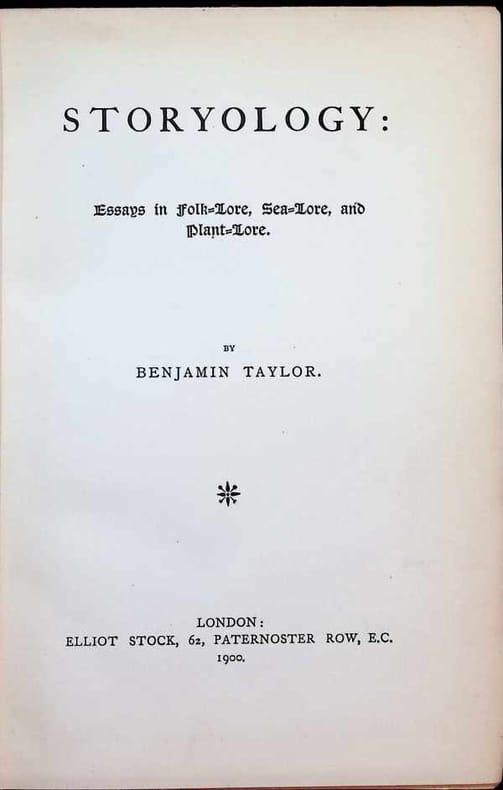 STORYOLOGY:
Essays in Folk=Lore, Sea=Lore, and
Plant=Lore.
BY
BENJAMIN TAYLOR.
LONDON:
ELLIOT STOCK, 62, PATERNOSTER ROW, E.C.
1900.